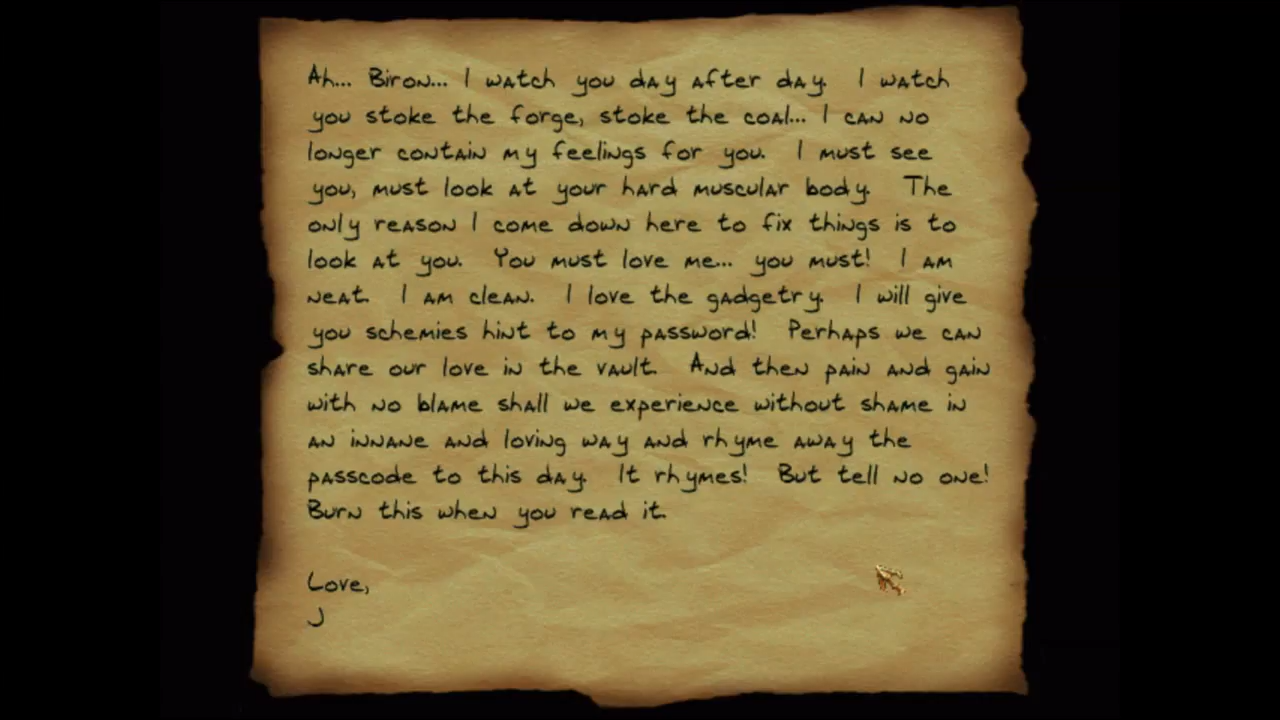 Ah... Biron... I watch you day after day. I watch
you stoke the forge, stoke the coal... I can no
longer contain my feelings for you. I must see
you, must look at your hard muscular body. The
only reason I come down here to fix things is to
look at you. You must love me... you must! I am
neat. I am clean. I love the gadgetry. I will give
you schemies hint to my password! Perhaps we can
share our love in the vault. And then pain and gain
with no blame shall we experience without shame in
an innane and loving way and rhyme away the
passcode to this day. It rhymes! But tell no one!
Burn this when you read it.
Love,
J